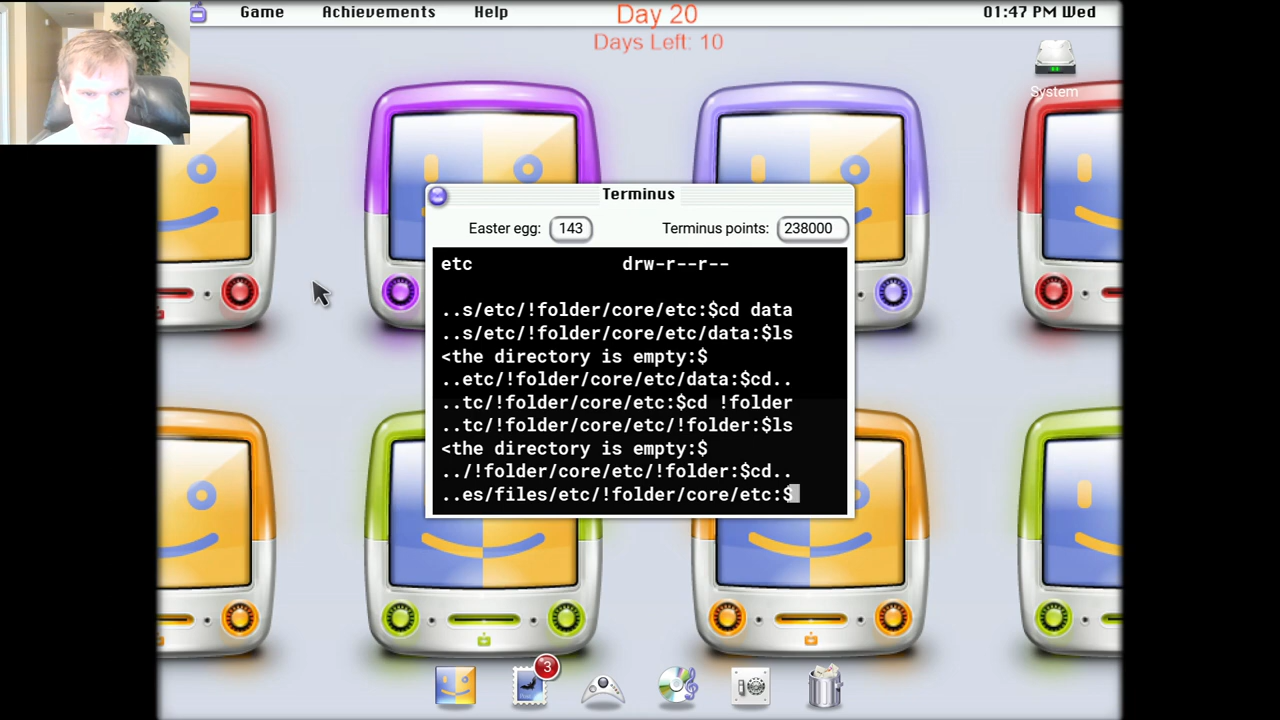 Game Achievements Help Day 20 01:47 PM Wed
Days Left: 10
System
Terminus
Easter egg: 143 Terminus points: 238000
etc drw-r--r--
..s/etc/!folder/core/etc:$cd data
..s/etc/!folder/core/etc/data:$ls
<the directory is empty:$
..etc/!folder/core/etc/data:$cd..
..tc/!folder/core/etc:$cd !folder
..tc/!folder/core/etc/!folder:$ls
<the directory is empty:$
../!folder/core/etc/!folder:$cd..
..es/files/etc/!folder/core/etc:$
3